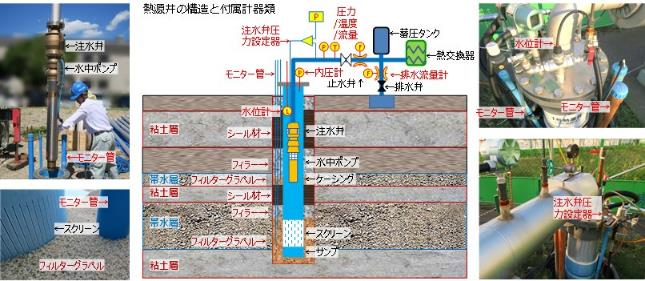 ←注水弁
←水中ポンプ
←モニター管
モニター管→
←スクリーン
フィルターグラベル
熱源井の構造と付属計器類
P
注水弁圧
力設定器
圧力
/温度
/流量
蓄圧タンク
←熱交換器
モニター管
P
T
F
P
←内圧計
F
←排水流量計
止水弁↑
←排水弁
水位計→
L
粘土層
シール材
←注水弁
フィラー
←水中ポンプ
帯水層
フィルターグラベル
←ケーシング
粘土層
シール材
帯水層
フィラー
←スクリーン
フィルターグラベル
粘土層
←サンプ
水位計→
モニター管
モニター管→
注水弁圧
力設定器→